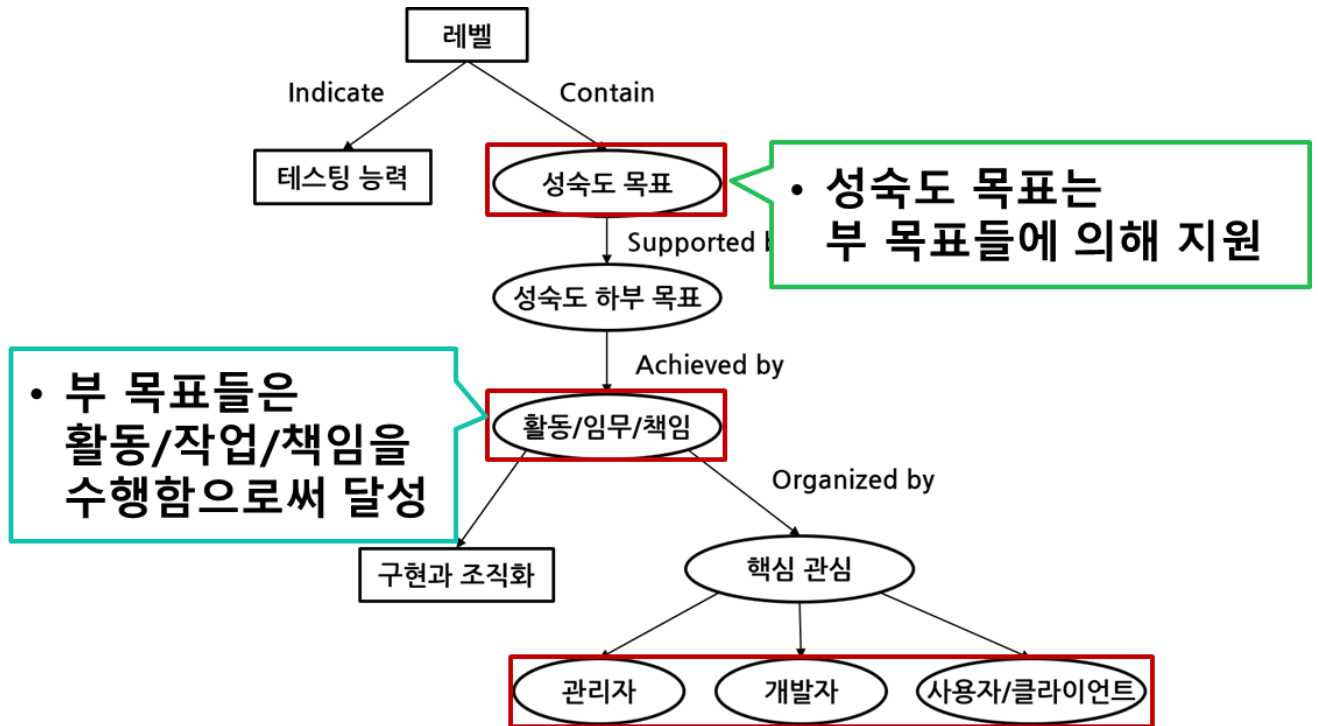 레벨
Indicate
Contain
테스팅 능력
성숙도 목표
• 성숙도 목표는
부 목표들에 의해 지원
Supported
성숙도 하부 목표
Achieved by
• 부 목표들은
활동/작업/책임을
수행함으로써 달성
활동/임무/책임
Organized by
구현과 조직화
핵심 관심
관리자
개발자
사용자/클라이언트